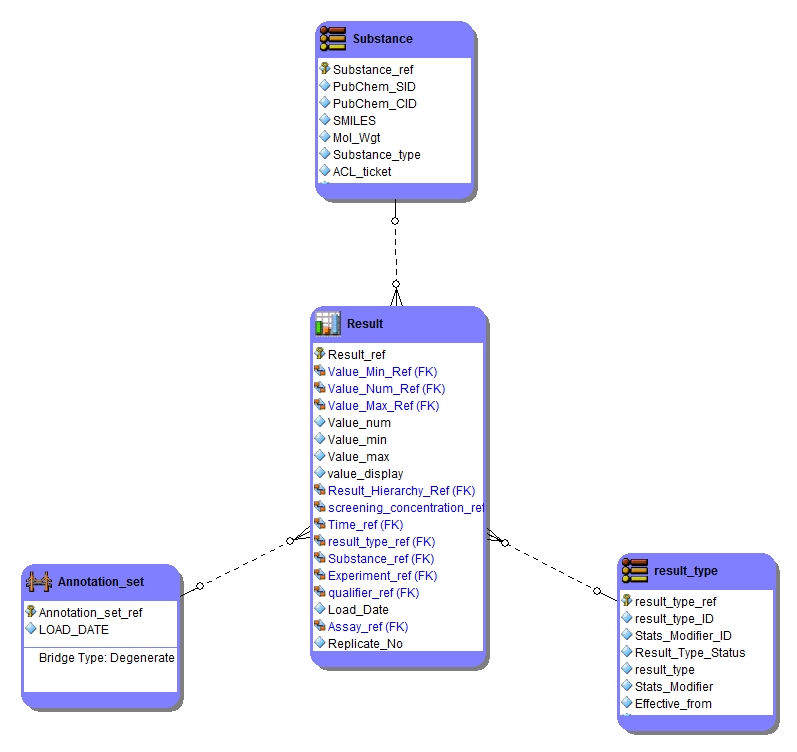 Substance
Substance_ref
PubChem_SID
PubChem_CID
SMILES
Mol_Wgt
Substance_type
ACL_ticket
Result
Result_ref
Value_Min_Ref (FK)
Value_Num_Ref (FK)
Value_Max_Ref (FK)
Value_num
Value_min
Value_max
value_display
Result_Hierarchy_Ref (FK)
screening_concentration_ref
Time_ref (FK)
result_type_ref (FK)
Substance_ref (FK)
Experiment_ref (FK)
qualifier_ref (FK)
Load_Date
Assay_ref (FK)
Replicate_No
Annotation_set
Annotation_set_ref
LOAD_DATE
Bridge Type: Degenerate
result_type
result_type_ref
result_type_ID
Stats_Modifier_ID
Result_Type_Status
result_type
Stats_Modifier
Effective_from